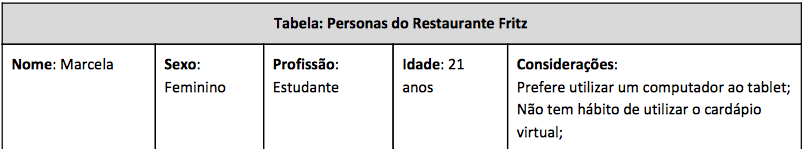 Tabela: Personas do Restaurante Fritz
Nome: Marcela
Sexo:
Feminino
Profissão:
Estudante
Idade: 21
anos
Considerações:
Prefere utilizar um computador ao tablet;
Não tem hábito de utilizar o cardápio
virtual;